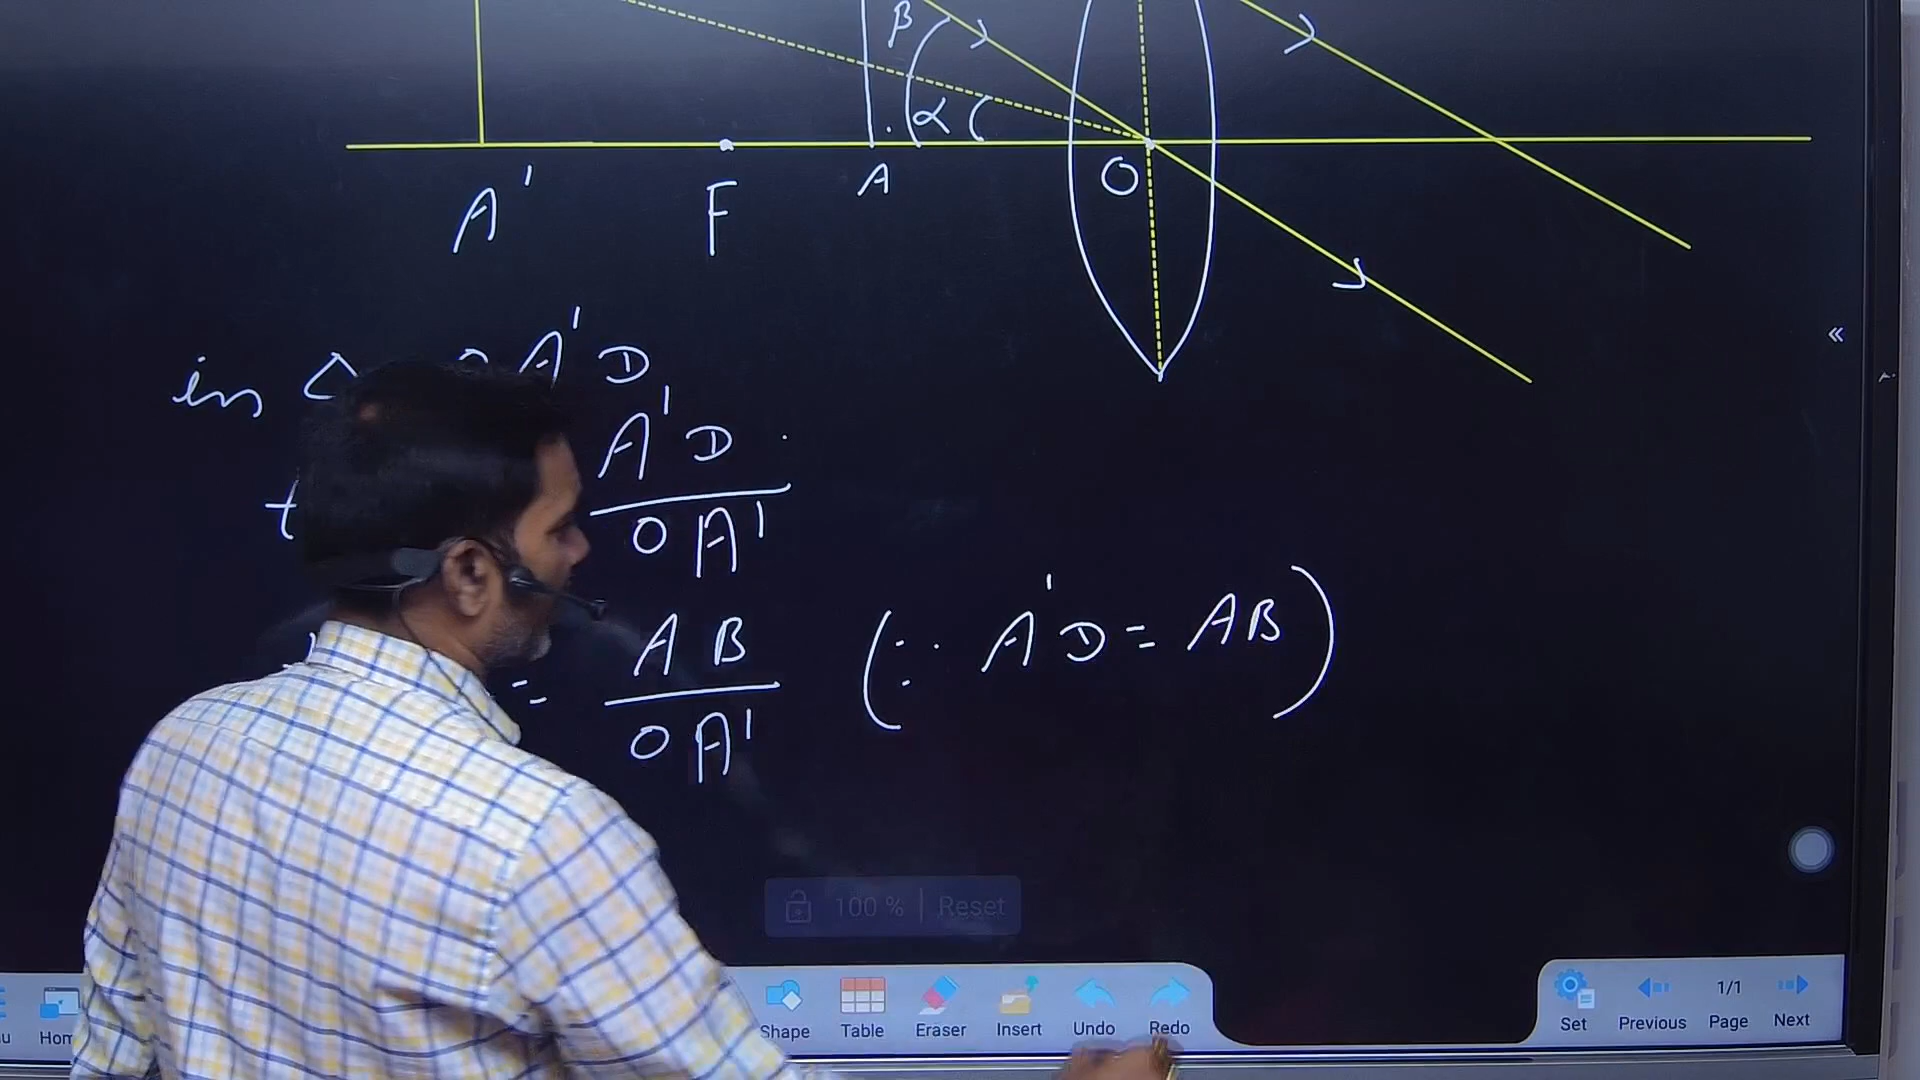 β
α
A' F A O
in Δ A'D,
A'D
OA'
= AB (∵ A'D = AB)
OA'
100 % | Reset
Shape Table Eraser Insert Undo Redo Set Previous 1/1 Page Next